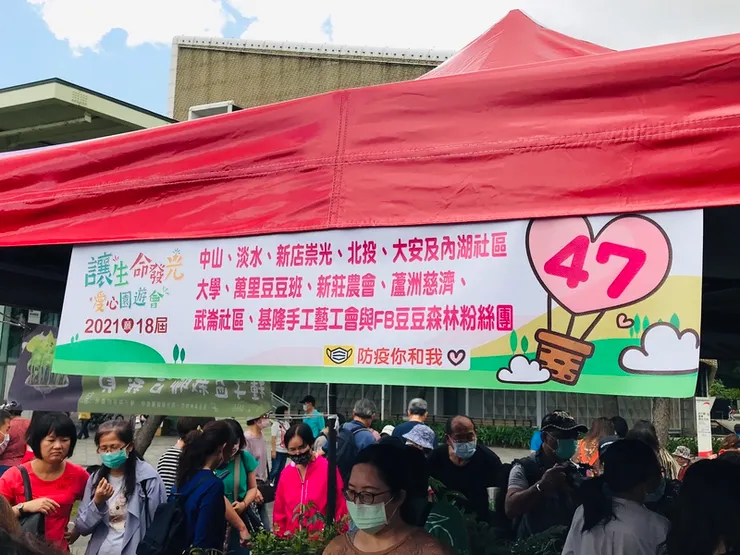 讓生命發光
愛心園遊會
2021第18屆
中山、淡水、新店崇光、北投、大安及內湖社區
大學、萬里豆豆班、新莊農會、蘆洲慈濟、
武崙社區、基隆手工藝工會與FB豆豆森林粉絲團
防疫你和我
47